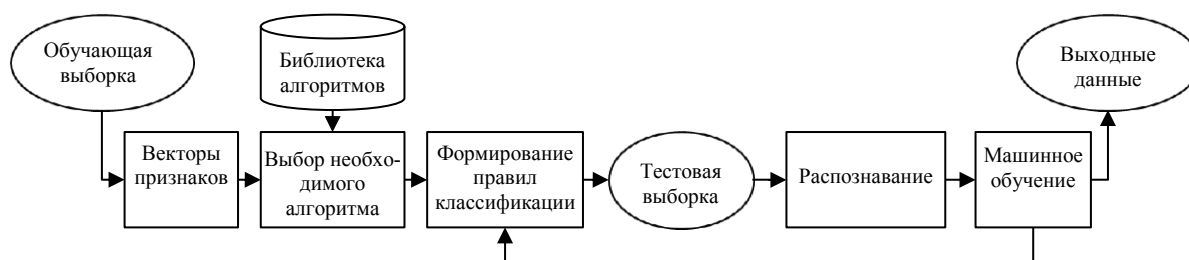 Обучающая
выборка
Библиотека
алгоритмов
Выходные
данные
Векторы
признаков
Выбор необхо-
димого
алгоритма
Формирование
правил
классификации
Тестовая
выборка
Распознавание
Машинное
обучение